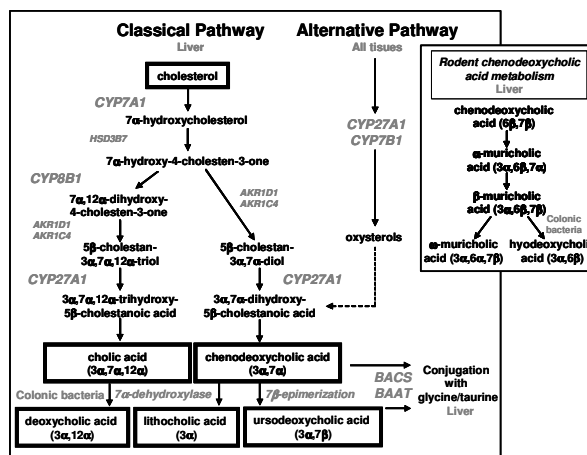 Classical Pathway
Liver
Alternative Pathway
All tissues
cholesterol
CYP7A1
7α-hydroxycholesterol
HSD3B7
7α-hydroxy-4-cholesten-3-one
CYP8B1
7α,12α-dihydroxy-
4-cholesten-3-one
AKR1D1
AKR1C4
AKR1D1
AKR1C4
5β-cholestan-
3α,7α,12α-triol
5β-cholestan-
3α,7α-diol
CYP27A1
CYP27A1
3α,7α,12α-trihydroxy-
5β-cholestanoic acid
3α,7α-dihydroxy-
5β-cholestanoic acid
CYP27A1
CYP7B1
oxysterols
cholic acid
(3α,7α,12α)
chenodeoxycholic acid
(3α,7α)
BACS
BAAT
Conjugation
with
glycine/taurine
Liver
Colonic bacteria
7α-dehydroxylase
7β-epimerization
deoxycholic acid
(3α,12α)
lithocholic acid
(3α)
ursodeoxycholic acid
(3α,7β)
Rodent chenodeoxycholic
acid metabolism
Liver
chenodeoxycholic
acid (6β,7β)
α-muricholic
acid (3α,6β,7α)
β-muricholic
acid (3α,6β,7β)
Colonic
bacteria
ω-muricholic
acid (3α,6α,7β)
hyodeoxycholic
acid (3α,6β)